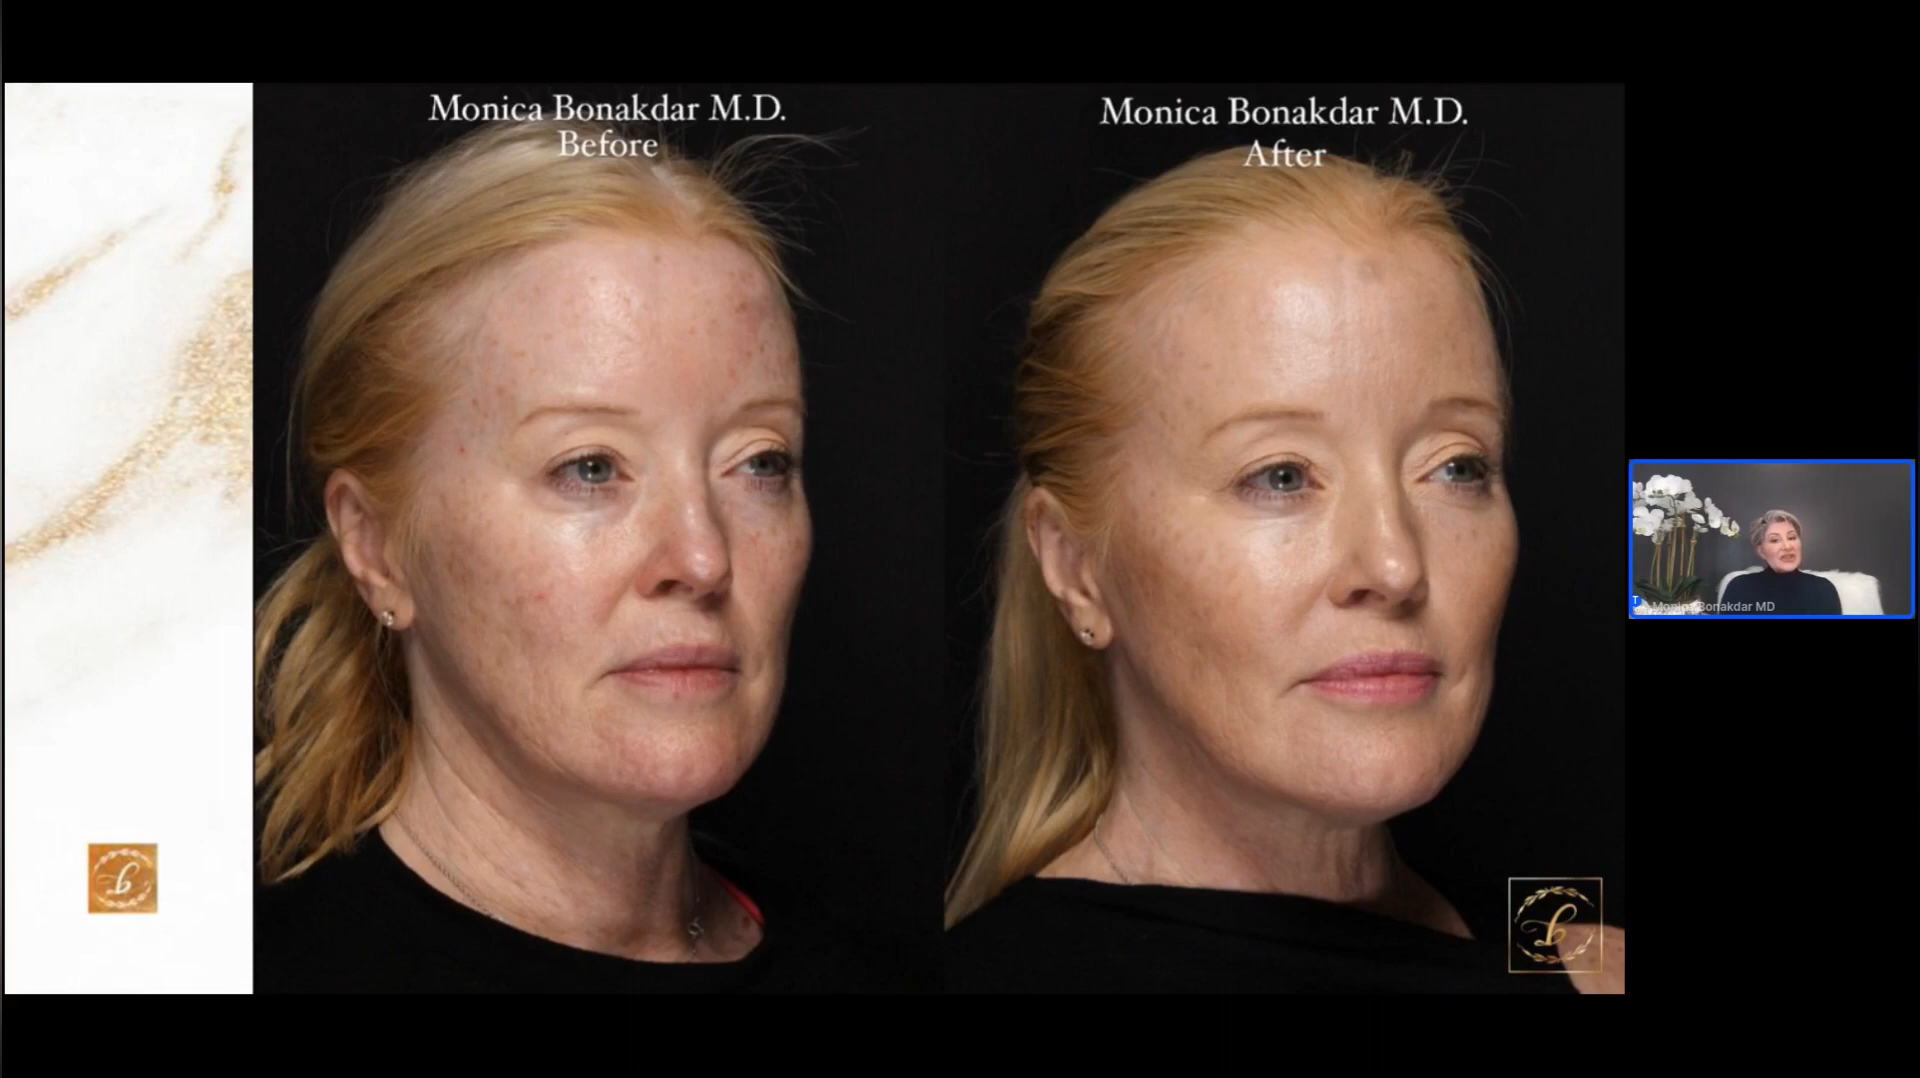 Monica Bonakdar M.D.
Before
Monica Bonakdar M.D.
After
b
b
T
Monica Bonakdar MD